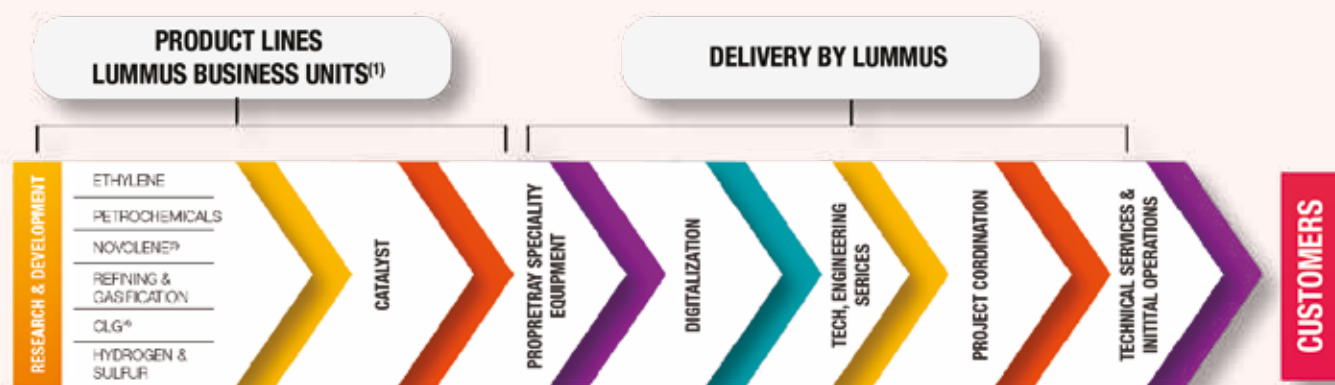 PRODUCT LINES
LUMMUS BUSINESS UNITS(1)
DELIVERY BY LUMMUS
RESEARCH & DEVELOPMENT
ETHYLENE
PETROCHEMICALS
NOVOLENE
REFINING &
GASIFICATION
CLG
HYDROGEN &
SULFUR
CATALYST
PROPRETRAY SPECIALITY
EQUIPMENT
DIGITALIZATION
TECH, ENGINEERING
SERICES
PROJECT CORDINATION
TECHNICAL SERVICES &
INITITAL OPERATIONS
CUSTOMERS